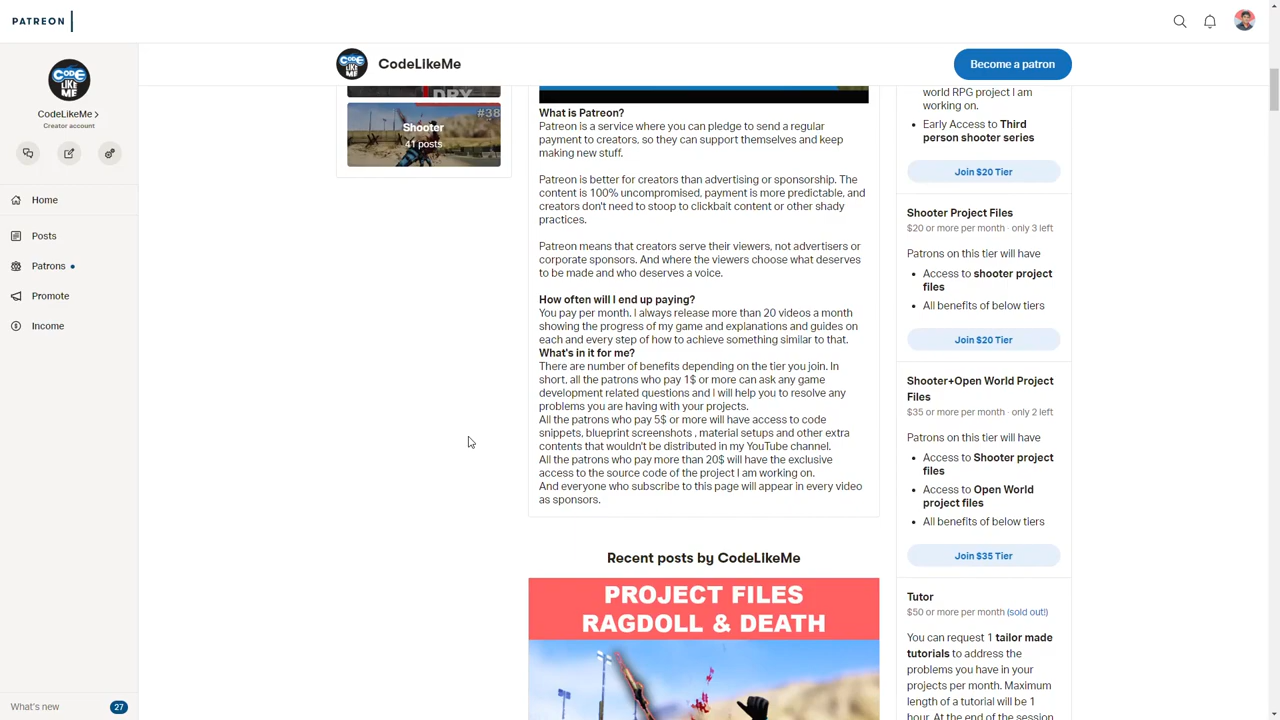 PATREON
CODE
LIKE
ME
CodeLikeMe
Creator account
Home
Posts
Patrons
Promote
Income
What's new
27
CODE
LIKE
ME
CodeLikeMe
Become a patron
DRY
#38
Shooter
41 posts
What is Patreon?
Patreon is a service where you can pledge to send a regular
payment to creators, so they can support themselves and keep
making new stuff.
Patreon is better for creators than advertising or sponsorship. The
content is 100% uncompromised, payment is more predictable, and
creators don't need to stoop to clickbait content or other shady
practices.
Patreon means that creators serve their viewers, not advertisers or
corporate sponsors. And where the viewers choose what deserves
to be made and who deserves a voice.
How often will I end up paying?
You pay per month, I always release more than 20 videos a month
showing the progress of my game and explanations and guides on
each and every step of how to achieve something similar to that.
What's in it for me?
There are number of benefits depending on the tier you join. In
short, all the patrons who pay 1$ or more can ask any game
development related questions and I will help you to resolve any
problems you are having with your projects.
All the patrons who pay 5$ or more will have access to code
snippets, blueprint screenshots , material setups and other extra
contents that wouldn't be distributed in my YouTube channel.
All the patrons who pay more than 20$ will have the exclusive
access to the source code of the project I am working on.
And everyone who subscribe to this page will appear in every video
as sponsors.
Recent posts by CodeLikeMe
PROJECT FILES
RAGDOLL & DEATH
world RPG project I am
working on.
Early Access to Third
person shooter series
Join $20 Tier
Shooter Project Files
$20 or more per month · only 3 left
Patrons on this tier will have
Access to shooter project
files
All benefits of below tiers
Join $20 Tier
Shooter+Open World Project
Files
$35 or more per month · only 2 left
Patrons on this tier will have
Access to Shooter project
files
Access to Open World
project files
All benefits of below tiers
Join $35 Tier
Tutor
$50 or more per month (sold out!)
You can request 1 tailor made
tutorials to address the
problems you have in your
projects per month. Maximum
length of a tutorial will be 1
hour. At the end of the session